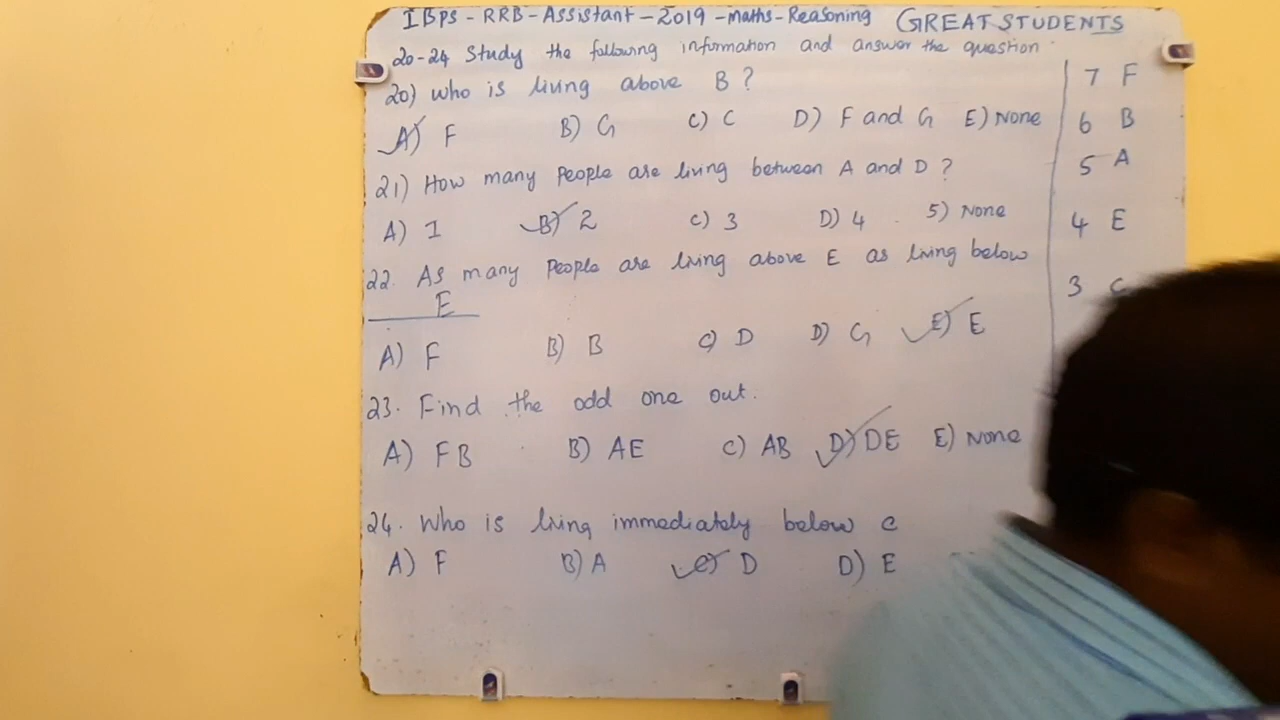 IBPS - RRB - Assistant - 2019 - maths - Reasoning GREAT STUDENTS
20-24 Study the following information and answer the question.
20) Who is living above B ?
A) F B) G C) C D) F and G E) None
21) How many People are living between A and D ?
A) 1 B) 2 C) 3 D) 4 5) None
22. As many People are living above E as living below
E
A) F B) B C) D D) G E) E
23. Find the odd one out.
A) FB B) AE C) AB D) DE E) None
24. Who is living immediately below C
A) F B) A C) D D) E
7 F
6 B
5 A
4 E
3 C